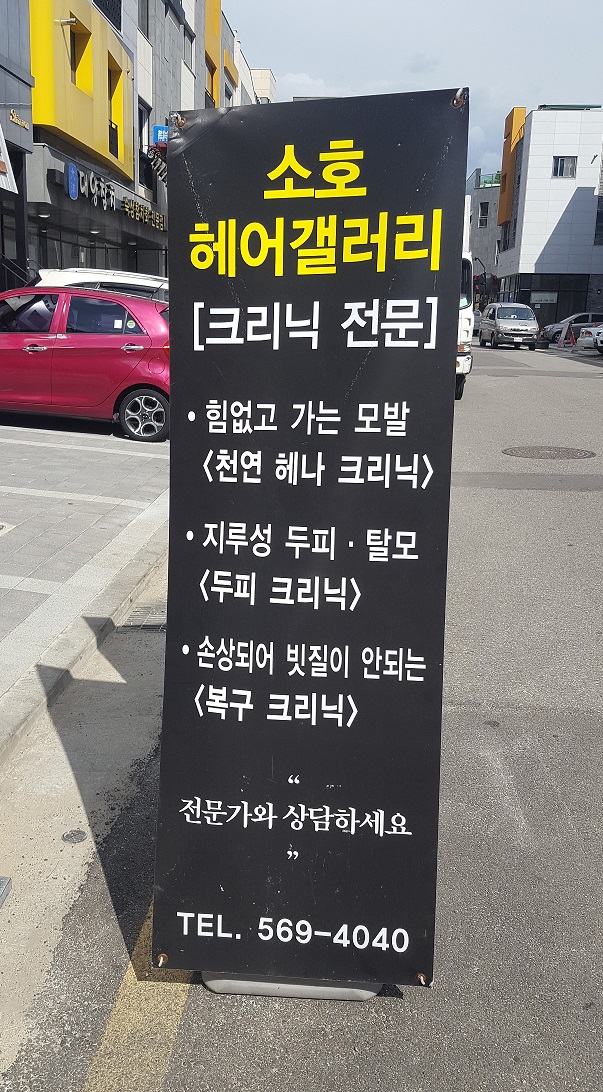 소호
헤어갤러리
[크리닉 전문]
• 힘없고 가는 모발
<천연 헤나 크리닉>
• 지루성 두피 · 탈모
<두피 크리닉>
• 손상되어 빗질이 안되는
<복구 크리닉>
“
전문가와 상담하세요
”
TEL. 569-4040